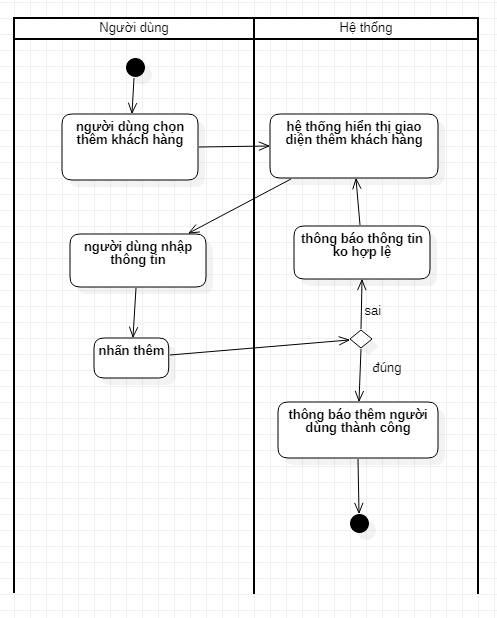 Người dùng
Hệ thống
người dùng chọn
thêm khách hàng
hệ thống hiển thị giao
diện thêm khách hàng
người dùng nhập
thông tin
thông báo thông tin
ko hợp lệ
sai
nhấn thêm
đúng
thông báo thêm người
dùng thành công